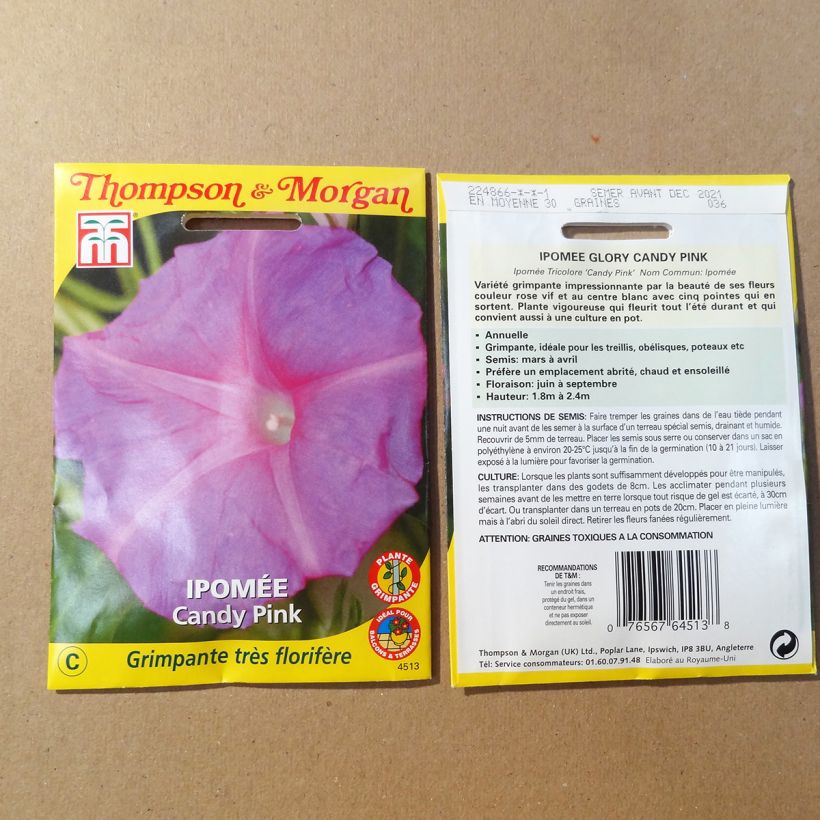 Thompson & Morgan
®
IPOMÉE
Candy Pink
PLANTE
GRIMPANTE
IDÉAL POUR
BALCONS & TERRASSES
C
Grimpante très florifère
4513
224866-X-X-1 SEMER AVANT DEC 2021
EN MOYENNE 30 GRAINES 036
IPOMEE GLORY CANDY PINK
Ipomée Tricolore 'Candy Pink' Nom Commun: Ipomée
Variété grimpante impressionnante par la beauté de ses fleurs
couleur rose vif et au centre blanc avec cinq pointes qui en
sortent. Plante vigoureuse qui fleurit tout l'été durant et qui
convient aussi à une culture en pot.
▪ Annuelle
▪ Grimpante, idéale pour les treillis, obélisques, poteaux etc
▪ Semis: mars à avril
▪ Préfère un emplacement abrité, chaud et ensoleillé
▪ Floraison: juin à septembre
▪ Hauteur: 1.8m à 2.4m
INSTRUCTIONS DE SEMIS: Faire tremper les graines dans de l'eau tiède pendant
une nuit avant de les semer à la surface d'un terreau spécial semis, drainant et humide.
Recouvrir de 5mm de terreau. Placer les semis sous serre ou conserver dans un sac en
polyéthylène à environ 20-25°C jusqu'à la fin de la germination (10 à 21 jours). Laisser
exposé à la lumière pour favoriser la germination.
CULTURE: Lorsque les plants sont suffisamment développés pour être manipulés,
les transplanter dans des godets de 8cm. Les acclimater pendant plusieurs
semaines avant de les mettre en terre lorsque tout risque de gel est écarté, à 30cm
d'écart. Ou transplanter dans un terreau en pots de 20cm. Placer en pleine lumière
mais à l'abri du soleil direct. Retirer les fleurs fanées régulièrement.
ATTENTION: GRAINES TOXIQUES A LA CONSOMMATION
RECOMMANDATIONS
DE T&M:
Tenir les graines dans
un endroit frais,
protégé du gel, dans un
conteneur hermétique
et ne pas exposer
directement au soleil.
0 76567 64513 8
Thompson & Morgan (UK) Ltd., Poplar Lane, Ipswich, IP8 3BU, Angleterre
Tél: Service consommateurs: 01.60.07.91.48 Elaboré au Royaume-Uni